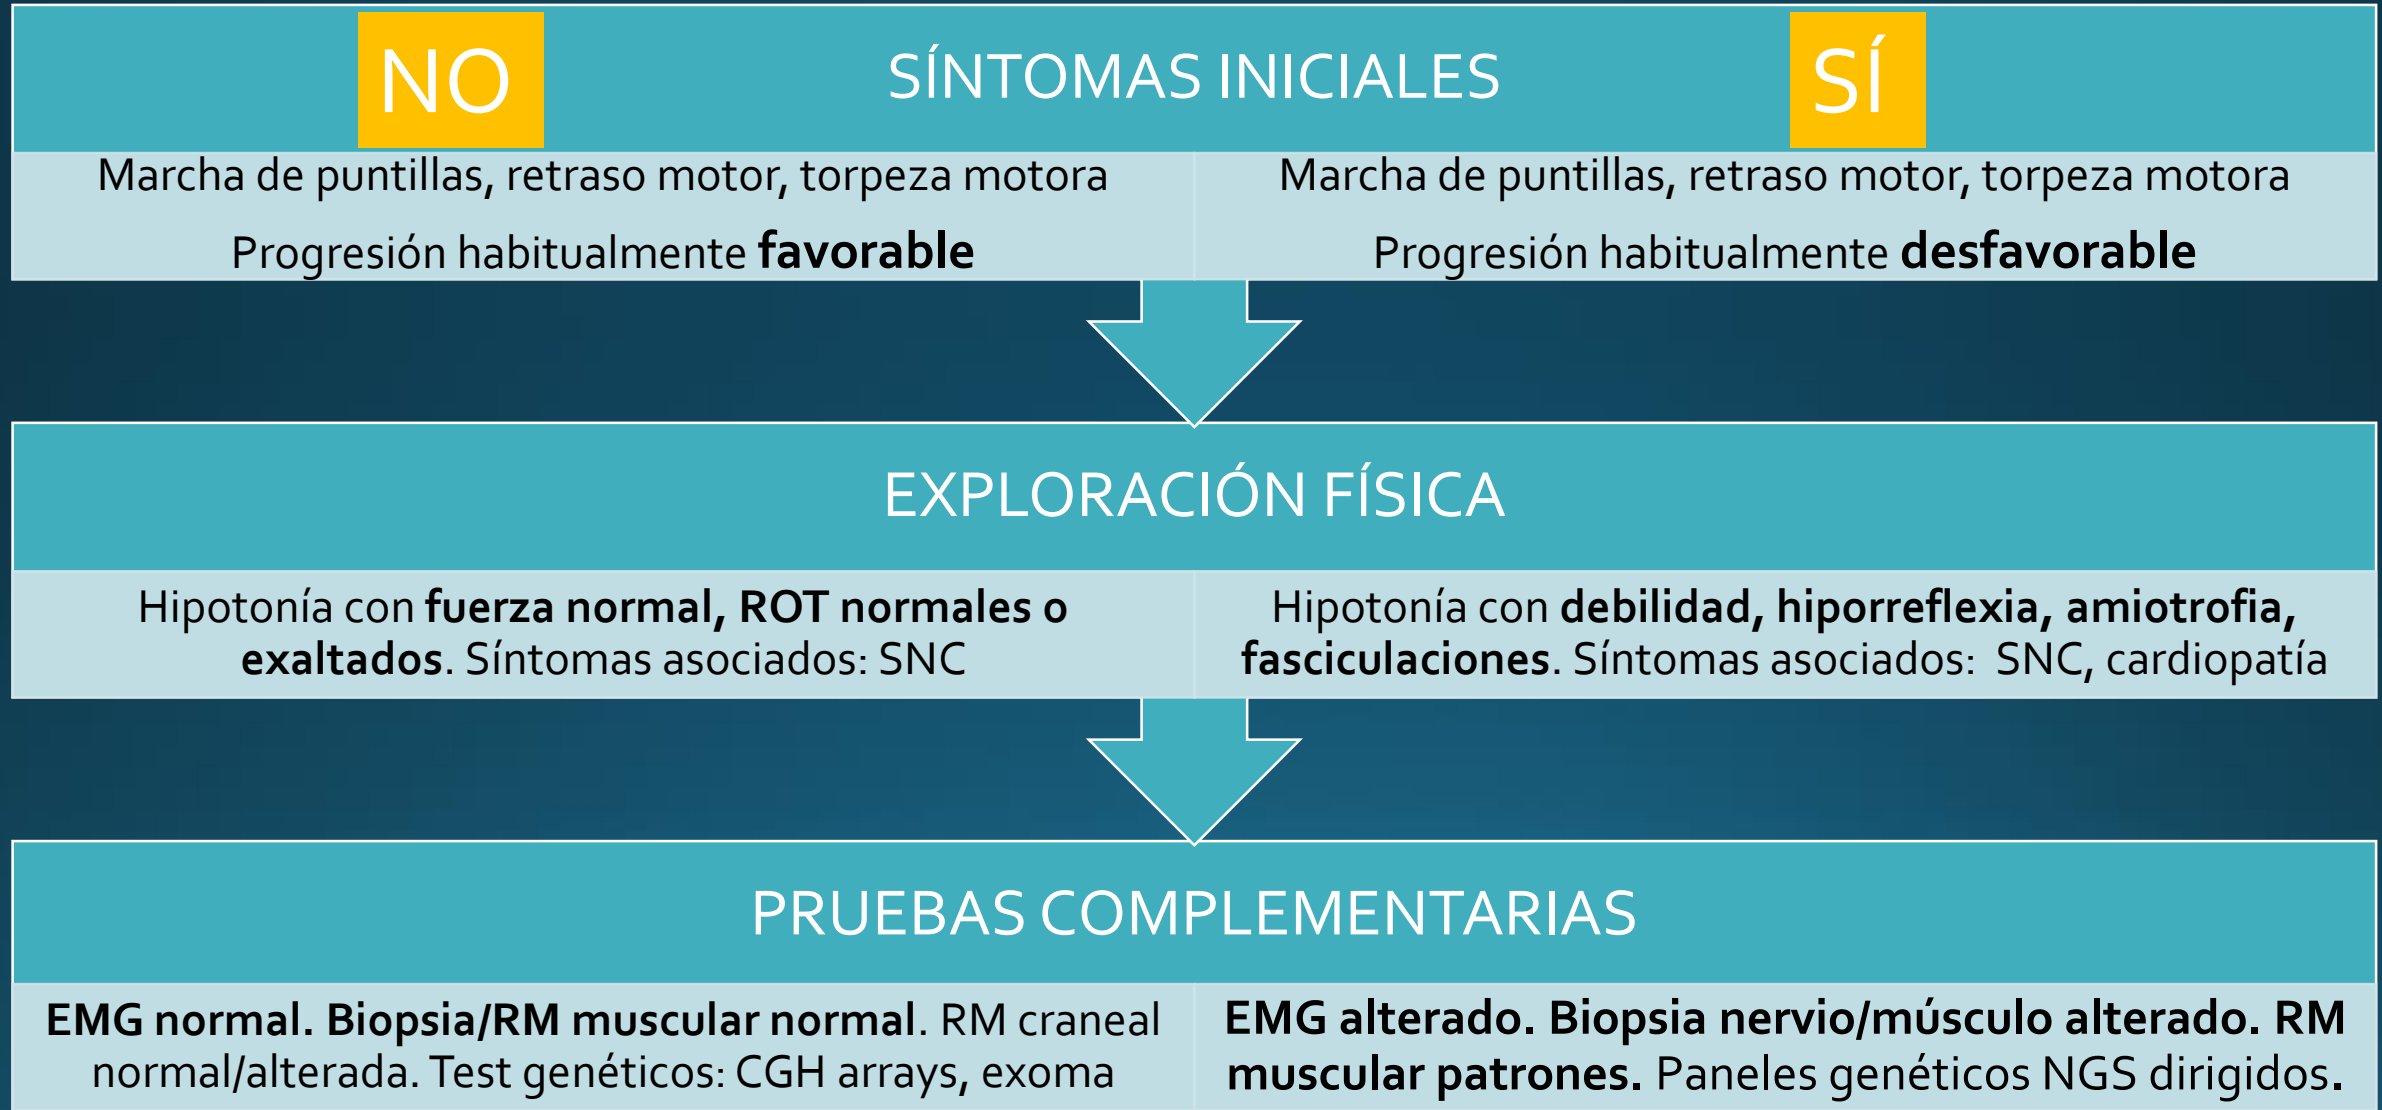 NO
SÍNTOMAS INICIALES
SÍ
Marcha de puntillas, retraso motor, torpeza motora
Progresión habitualmente favorable
Marcha de puntillas, retraso motor, torpeza motora
Progresión habitualmente desfavorable
EXPLORACIÓN FÍSICA
Hipotonía con fuerza normal, ROT normales o
exaltados. Síntomas asociados: SNC
Hipotonía con debilidad, hiporreflexia, amiotrofia,
fasciculaciones. Síntomas asociados: SNC, cardiopatía
PRUEBAS COMPLEMENTARIAS
EMG normal. Biopsia/RM muscular normal. RM craneal
normal/alterada. Test genéticos: CGH arrays, exoma
EMG alterado. Biopsia nervio/músculo alterado. RM
muscular patrones. Paneles genéticos NGS dirigidos.